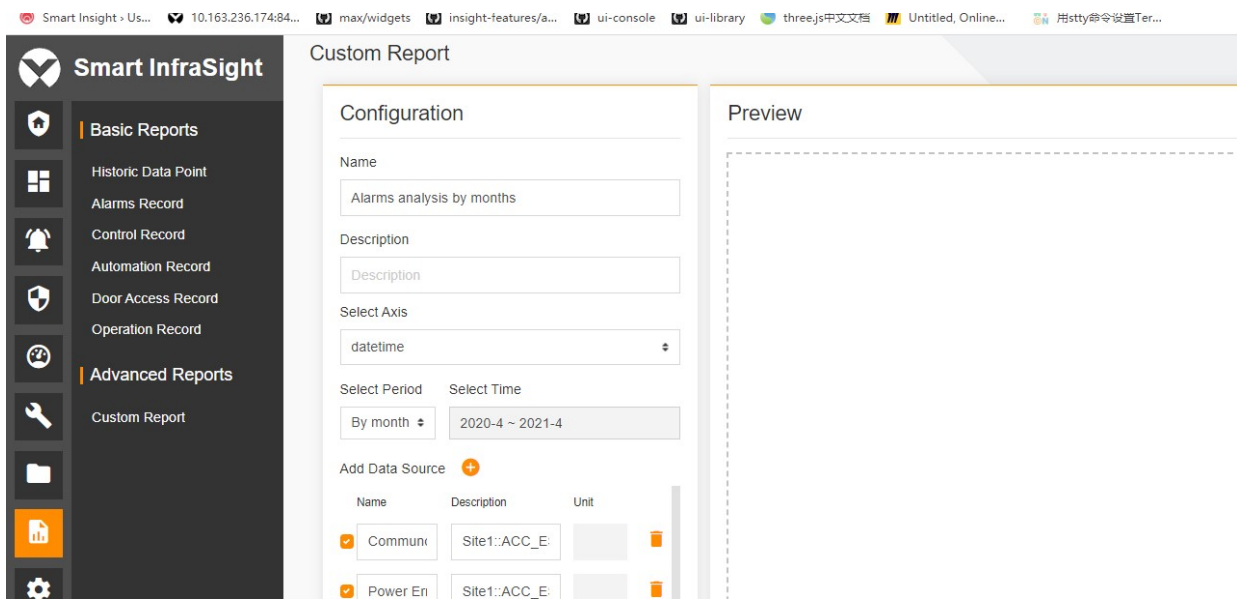 Smart Insight › Us... 10.163.236.174:84... max/widgets insight-features/a... ui-console ui-library three.js中文文档 Untitled, Online... 用stty命令设置Ter...
Smart InfraSight
Custom Report
Basic Reports
Historic Data Point
Alarms Record
Control Record
Automation Record
Door Access Record
Operation Record
Advanced Reports
Custom Report
Configuration
Name
Alarms analysis by months
Description
Description
Select Axis
datetime
Select Period Select Time
By month 2020-4 ~ 2021-4
Add Data Source
Name Description Unit
Communc Site1::ACC_E
Power Err Site1::ACC_E
Preview